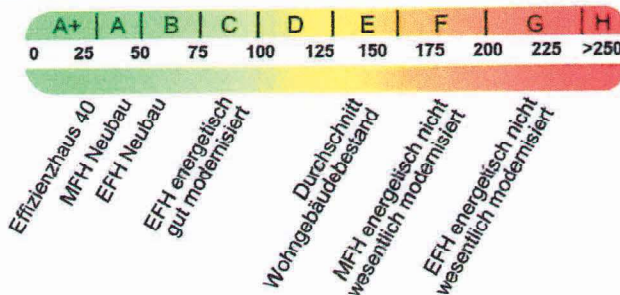 A+ A B C D E F G H
0 25 50 75 100 125 150 175 200 225 >250
Effizienzhaus 40
MFH Neubau
EFH Neubau
EFH energetisch
gut modernisiert
Durchschnitt
Wohngebäudebestand
MFH energetisch nicht
wesentlich modernisiert
EFH energetisch nicht
wesentlich modernisiert